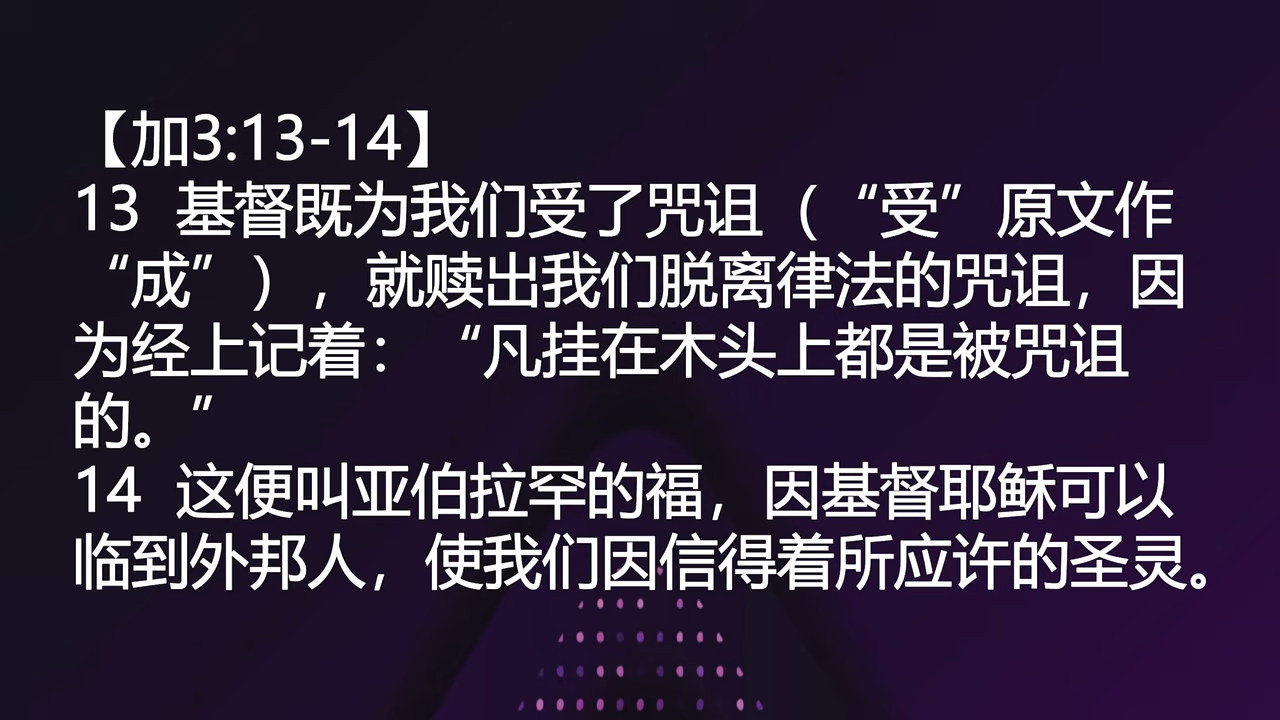 【加3:13-14】
13 基督既为我们受了咒诅（“受”原文作
“成”），就赎出我们脱离律法的咒诅，因
为经上记着：“凡挂在木头上都是被咒诅
的。”
14 这便叫亚伯拉罕的福，因基督耶稣可以
临到外邦人，使我们因信得着所应许的圣灵。